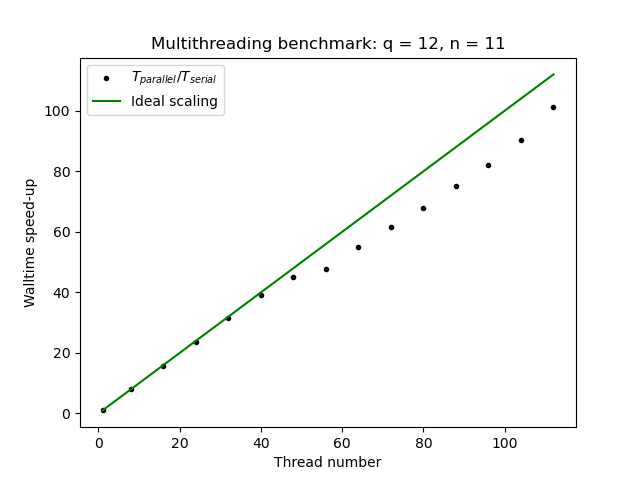 Multithreading benchmark: q = 12, n = 11
T_parallel/T_serial
Ideal scaling
Walltime speed-up
100
80
60
40
20
0
0 20 40 60 80 100
Thread number